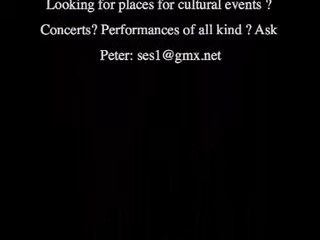 Looking for places for cultural events ?
Concerts? Performances of all kind ? Ask
Peter: ses1@gmx.net